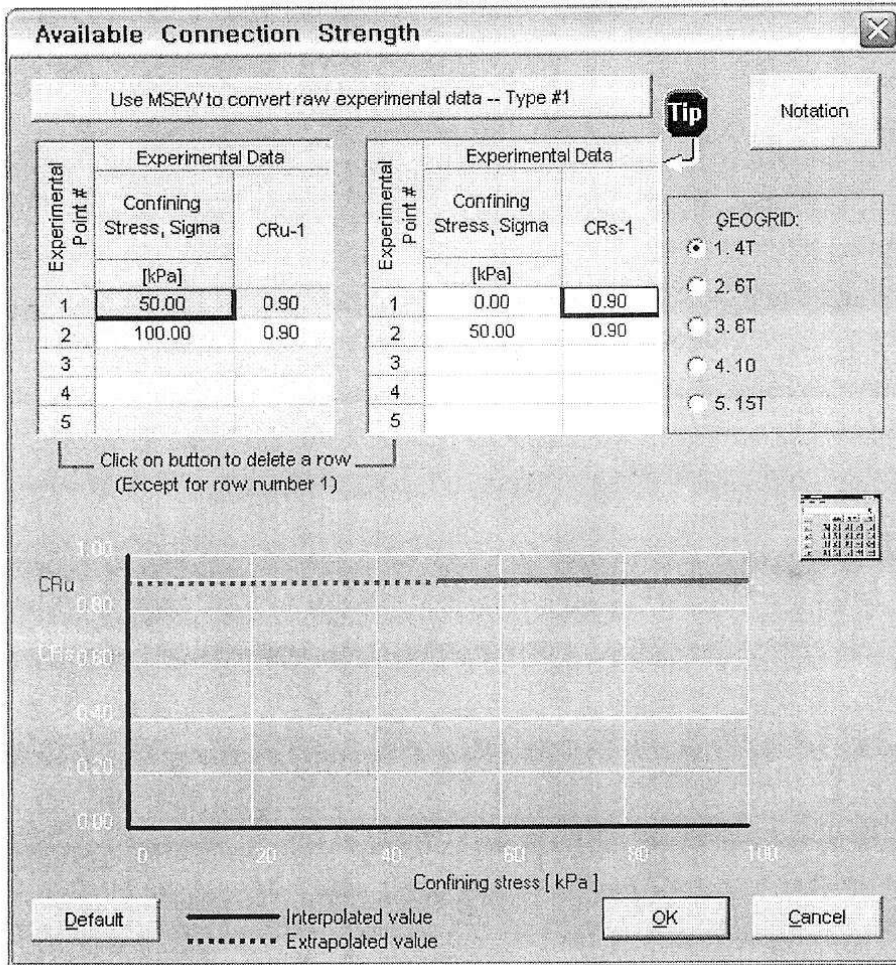 Available Connection Strength
Use MSEW to convert raw experimental data -- Type #1
Tip
Notation
Experimental Point #
Experimental Data
Confining Stress, Sigma
CRu-1
[kPa]
1 50.00 0.90
2 100.00 0.90
3
4
5
Experimental Point #
Experimental Data
Confining Stress, Sigma
CRs-1
[kPa]
1 0.00 0.90
2 50.00 0.90
3
4
5
GEOGRID:
1. 4T
2. 6T
3. 8T
4. 10
5. 15T
Click on button to delete a row
(Except for row number 1)
1.00
CRu
0.80
0.60
0.40
0.20
0.00
0 20 40 60 80 100
Confining stress [ kPa ]
Default
Interpolated value
Extrapolated value
OK
Cancel